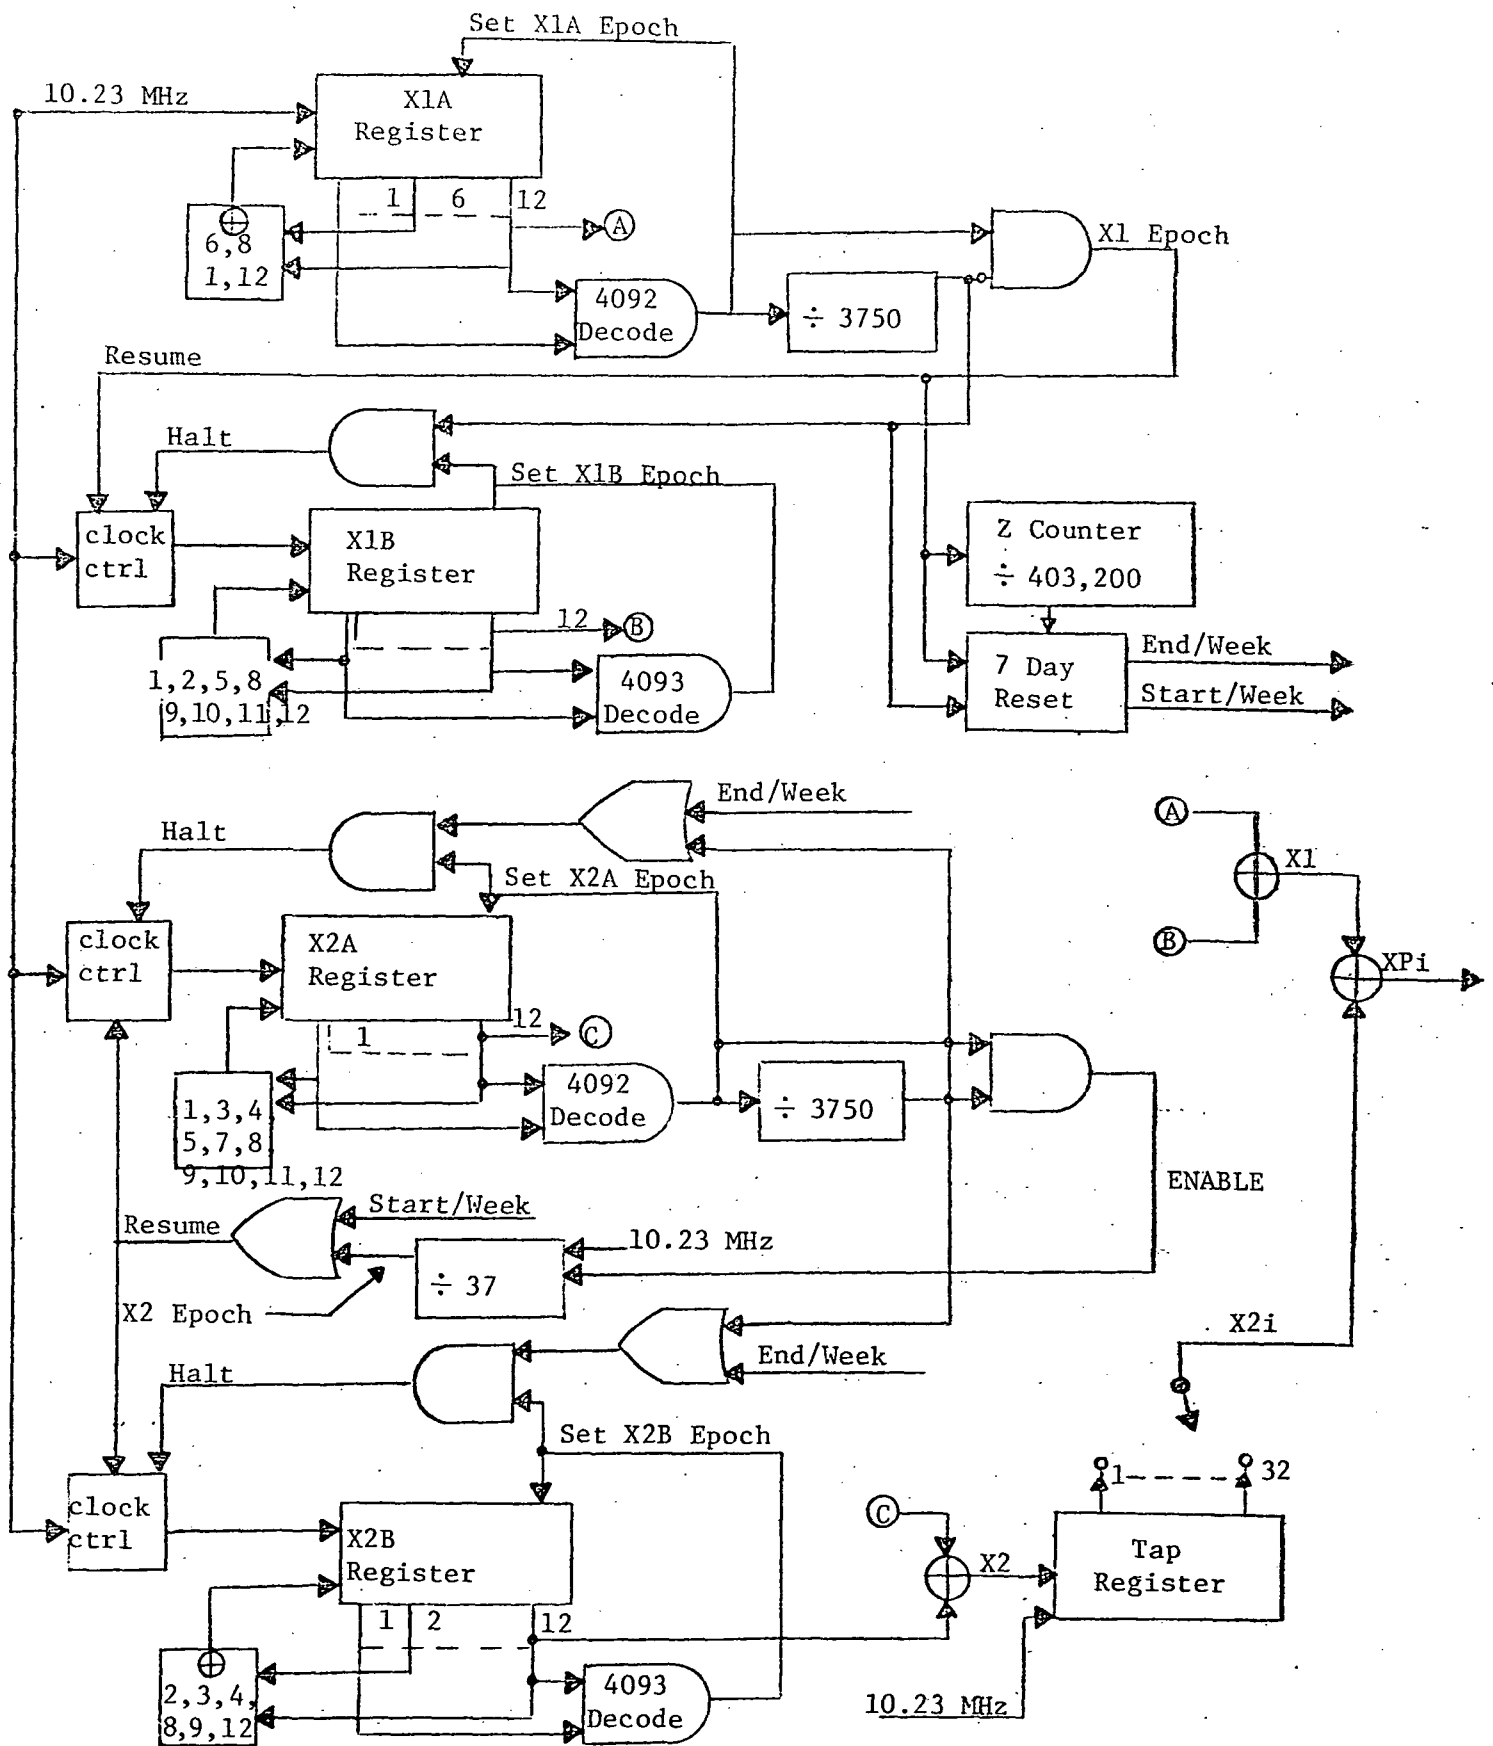 Set X1A Epoch
10.23 MHz
X1A
Register
1
6
12
A
⊕
6,8
1,12
4092
Decode
÷ 3750
X1 Epoch
Resume
Halt
Set X1B Epoch
clock
ctrl
X1B
Register
12
B
1,2,5,8
9,10,11,12
4093
Decode
Z Counter
÷ 403,200
7 Day
Reset
End/Week
Start/Week
End/Week
Halt
Set X2A Epoch
clock
ctrl
X2A
Register
1
12
C
1,3,4
5,7,8
9,10,11,12
4092
Decode
÷ 3750
A
X1
B
XPi
ENABLE
Start/Week
Resume
10.23 MHz
÷ 37
X2 Epoch
X2i
End/Week
Halt
Set X2B Epoch
clock
ctrl
X2B
Register
1
2
12
2,3,4,
8,9,12
4093
Decode
C
X2
1
32
Tap
Register
10.23 MHz